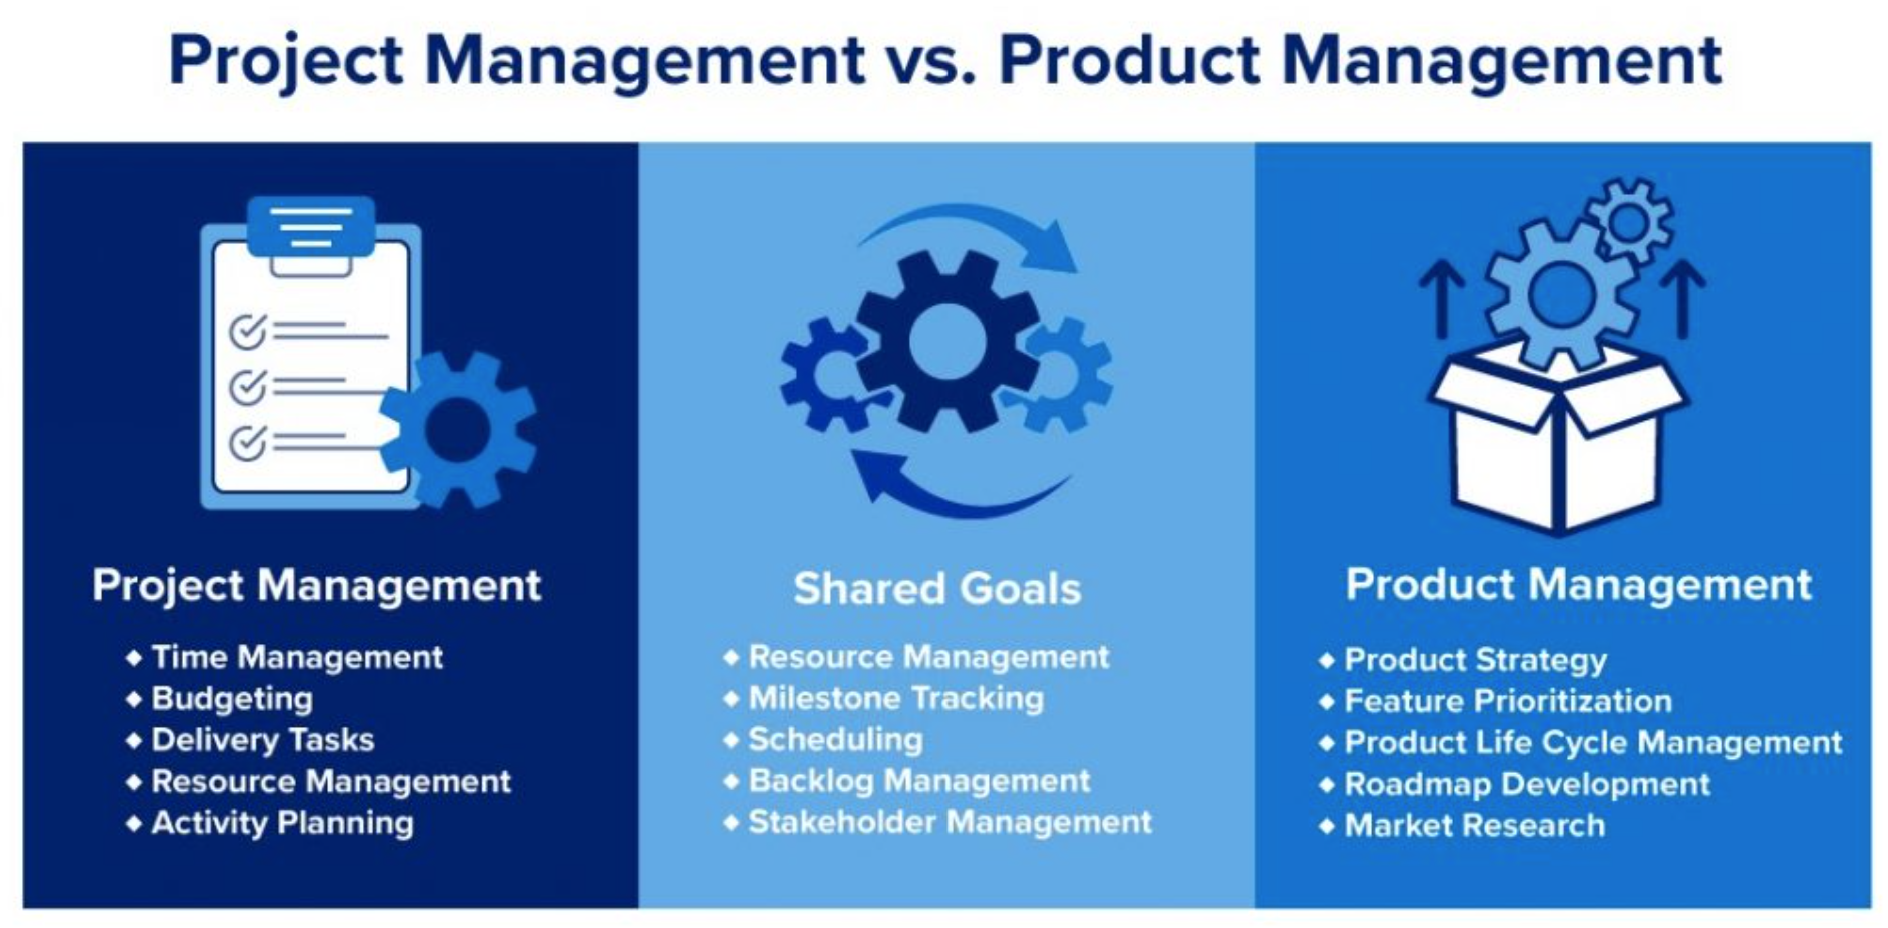 Project Management vs. Product Management
Project Management
◆ Time Management
◆ Budgeting
◆ Delivery Tasks
◆ Resource Management
◆ Activity Planning
Shared Goals
◆ Resource Management
◆ Milestone Tracking
◆ Scheduling
◆ Backlog Management
◆ Stakeholder Management
Product Management
◆ Product Strategy
◆ Feature Prioritization
◆ Product Life Cycle Management
◆ Roadmap Development
◆ Market Research